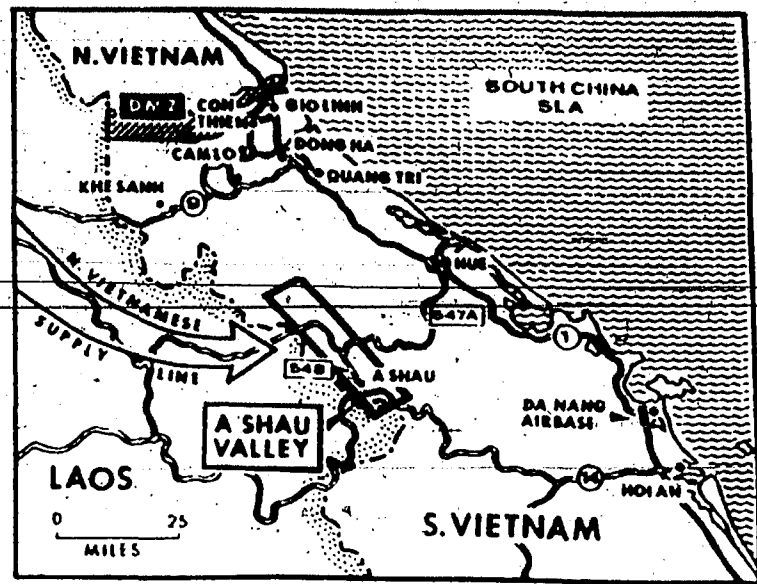 N. VIETNAM
SOUTH CHINA
SEA
DMZ
CON
THIEN
GIO LINH
DONG HA
CAM LO
QUANG TRI
KHE SANH
9
HUE
N. VIETNAMESE
SUPPLY
LINE
547A
1
548
A SHAU
DA NANG
AIRBASE
A SHAU
VALLEY
LAOS
14
HOI AN
0 25
MILES
S. VIETNAM